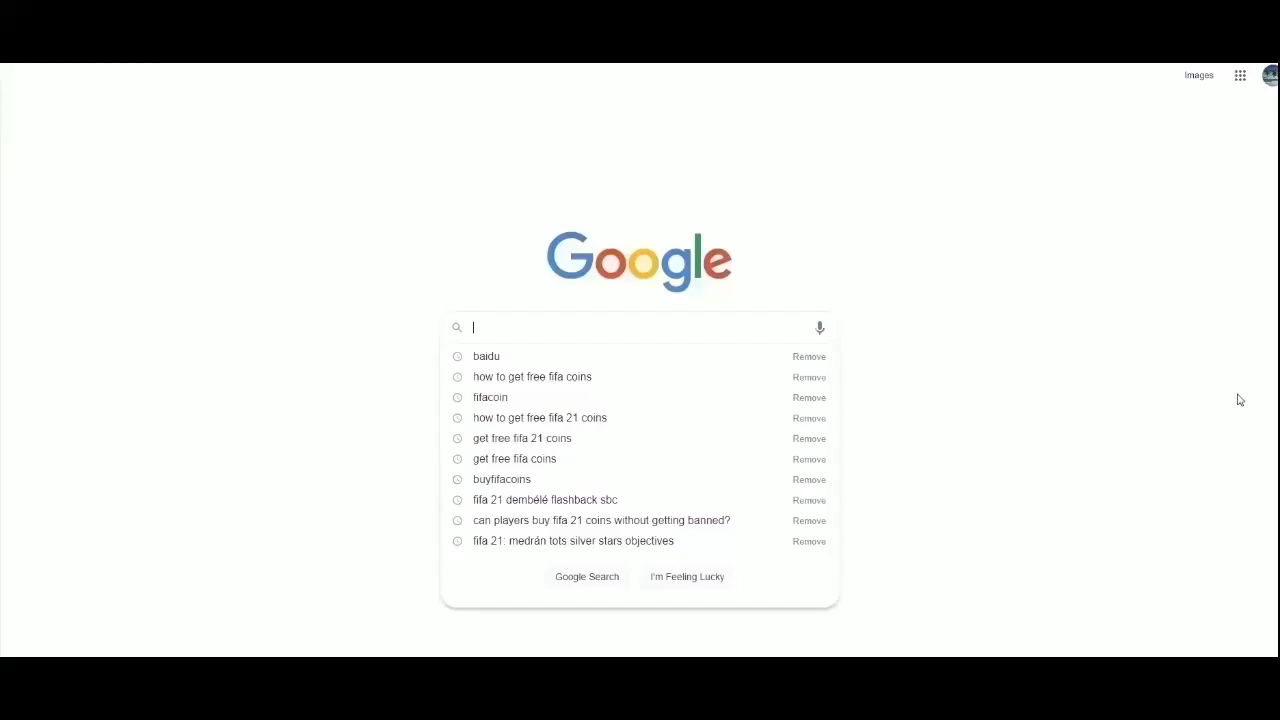 Images
Google
baidu Remove
how to get free fifa coins Remove
fifacoin Remove
how to get free fifa 21 coins Remove
get free fifa 21 coins Remove
get free fifa coins Remove
buyfifacoins Remove
fifa 21 dembélé flashback sbc Remove
can players buy fifa 21 coins without getting banned? Remove
fifa 21: medrán tots silver stars objectives Remove
Google Search I'm Feeling Lucky